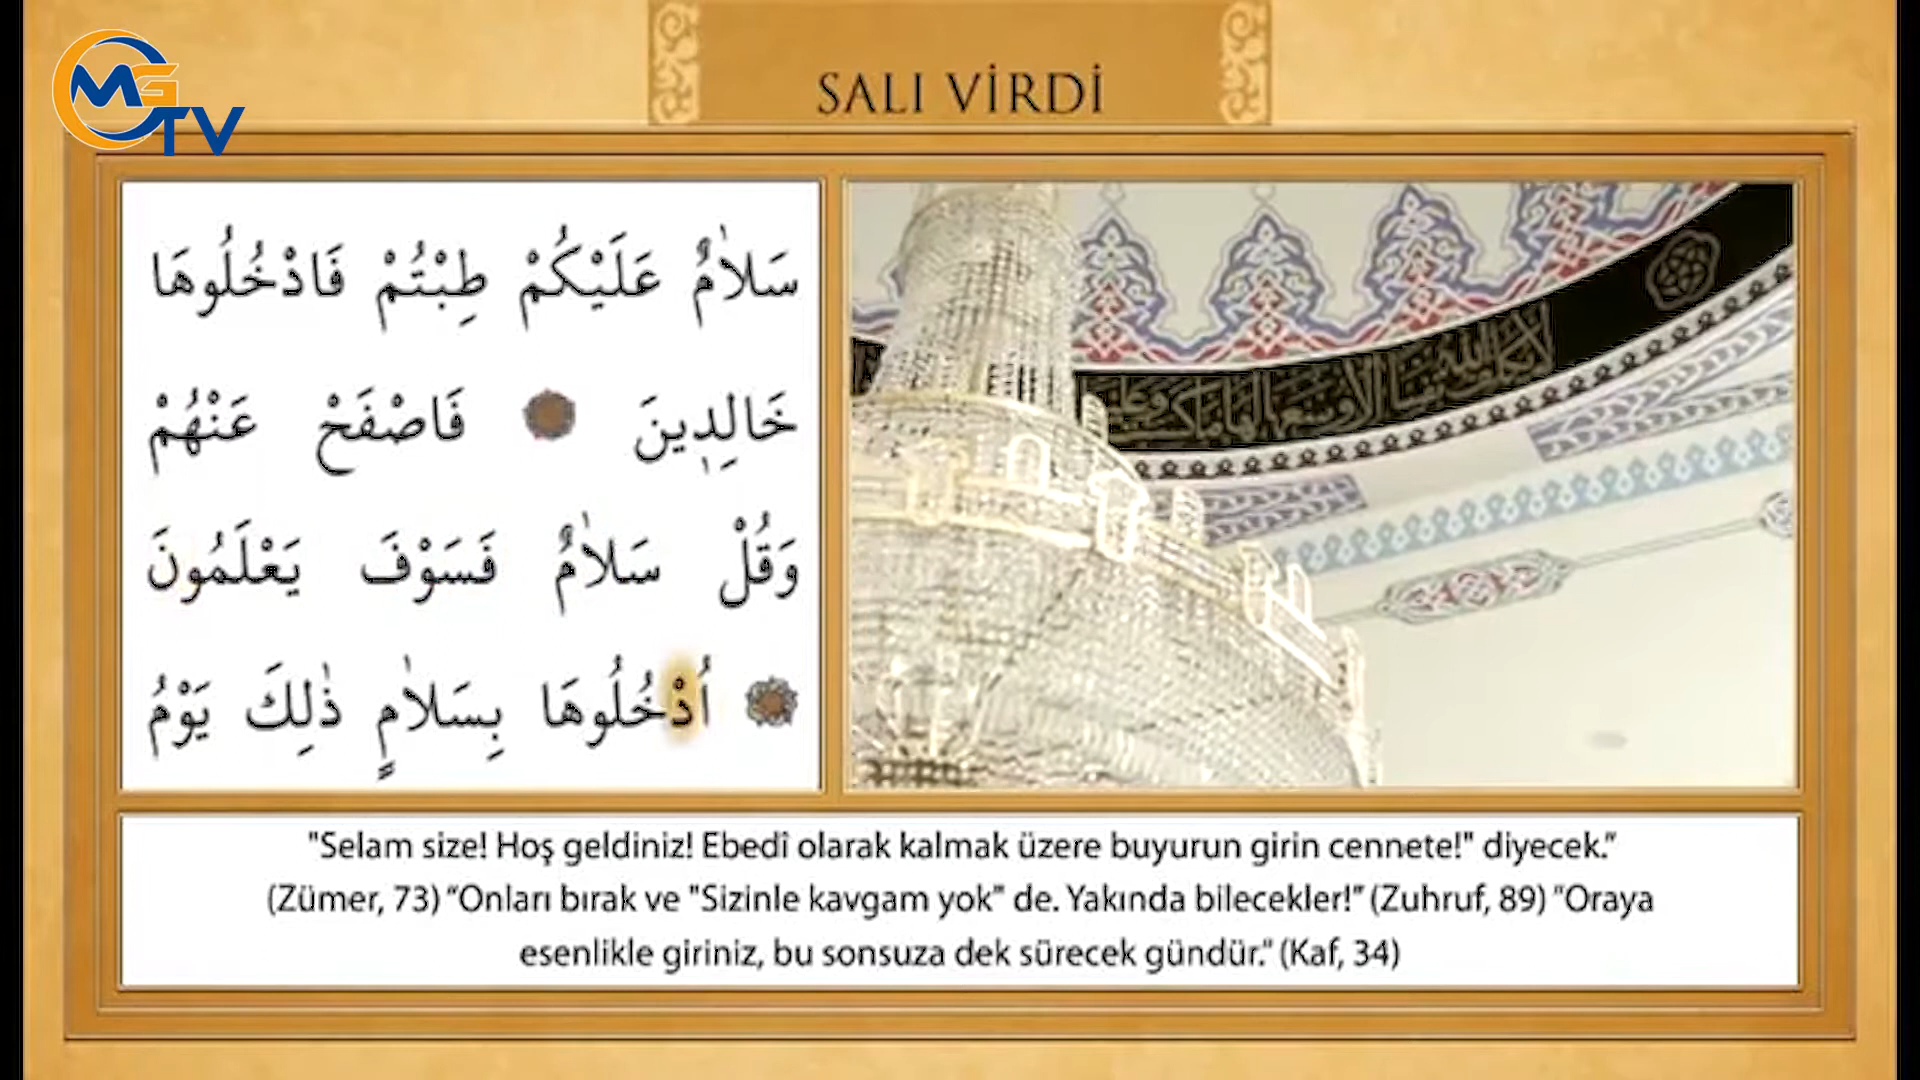 MG TV
SALI VİRDİ
سَلَامٌ عَلَيْكُمْ طِبْتُمْ فَادْخُلُوهَا
خَالِدِينَ فَاصْفَحْ عَنْهُمْ
وَقُلْ سَلَامٌ فَسَوْفَ يَعْلَمُونَ
اُدْخُلُوهَا بِسَلَامٍ ذٰلِكَ يَوْمُ
"Selam size! Hoş geldiniz! Ebedî olarak kalmak üzere buyurun girin cennete!" diyecek.”
(Zümer, 73) “Onları bırak ve "Sizinle kavgam yok" de. Yakında bilecekler!” (Zuhruf, 89) “Oraya
esenlikle giriniz, bu sonsuza dek sürecek gündür.” (Kaf, 34)